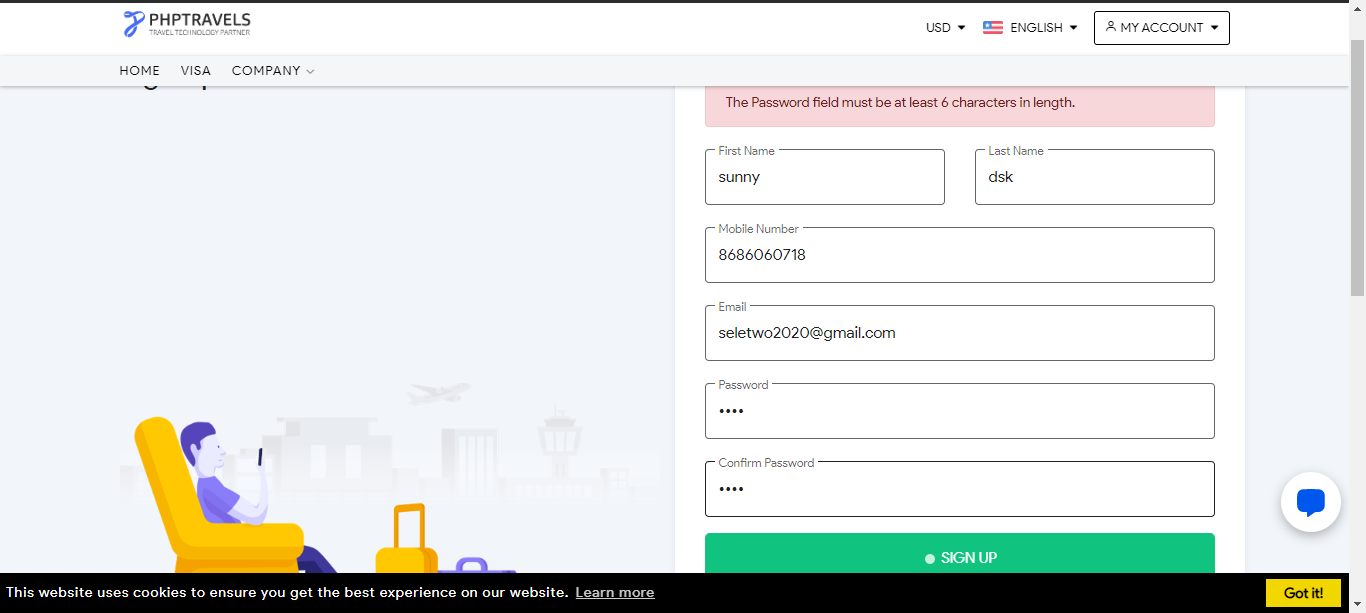 PHPTRAVELS
TRAVEL TECHNOLOGY PARTNER
USD
ENGLISH
MY ACCOUNT
HOME VISA COMPANY
The Password field must be at least 6 characters in length.
First Name Last Name
sunny dsk
Mobile Number
8686060718
Email
seletwo2020@gmail.com
Password
••••
Confirm Password
••••
SIGN UP
This website uses cookies to ensure you get the best experience on our website. Learn more
Got it!